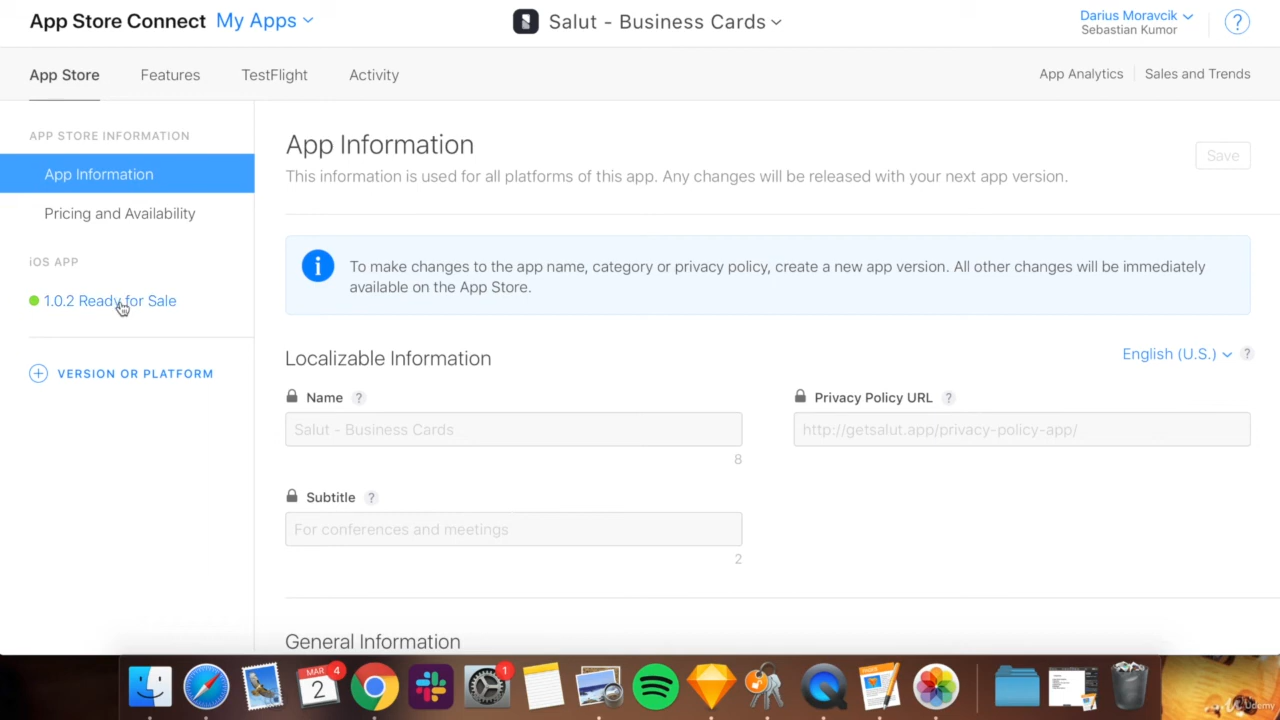 App Store Connect My Apps
Salut - Business Cards
Darius Moravcik
Sebastian Kumor
?
App Store Features TestFlight Activity
App Analytics Sales and Trends
APP STORE INFORMATION
App Information
Pricing and Availability
iOS APP
1.0.2 Ready for Sale
VERSION OR PLATFORM
App Information
Save
This information is used for all platforms of this app. Any changes will be released with your next app version.
To make changes to the app name, category or privacy policy, create a new app version. All other changes will be immediately
available on the App Store.
Localizable Information
English (U.S.) ?
Name ?
Privacy Policy URL ?
Salut - Business Cards
http://getsalut.app/privacy-policy-app/
8
Subtitle ?
For conferences and meetings
2
General Information
MAR 4
2
1
Udemy